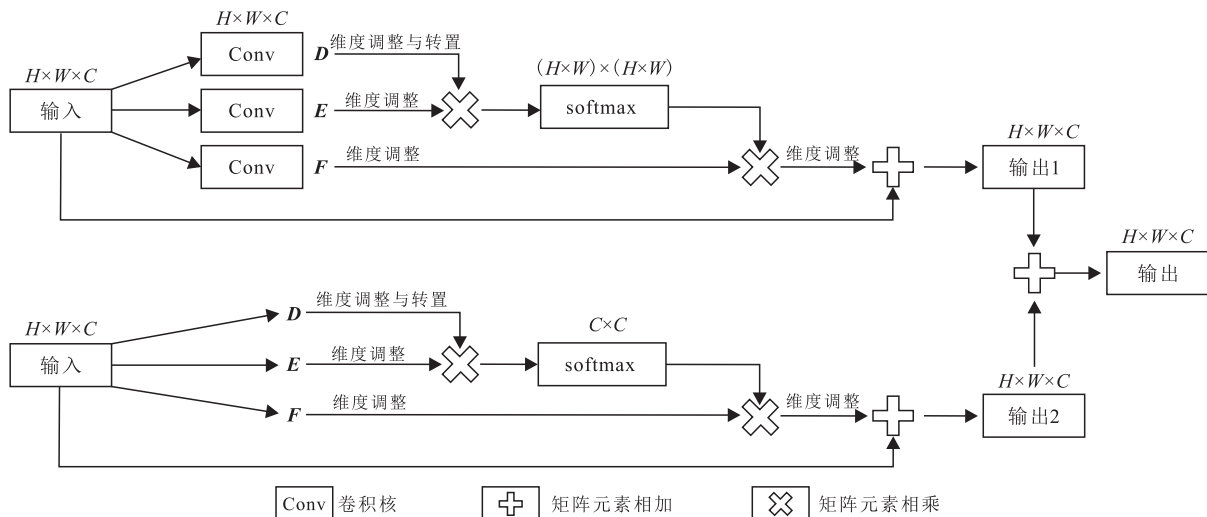 H×W×C
H×W×C
Conv
D
维度调整与转置
输入
Conv
E
维度调整
(H×W)×(H×W)
softmax
Conv
F
维度调整
维度调整
H×W×C
输出1
H×W×C
输出
H×W×C
输入
D
维度调整与转置
E
维度调整
C×C
softmax
F
维度调整
维度调整
H×W×C
输出2
Conv 卷积核
矩阵元素相加
矩阵元素相乘